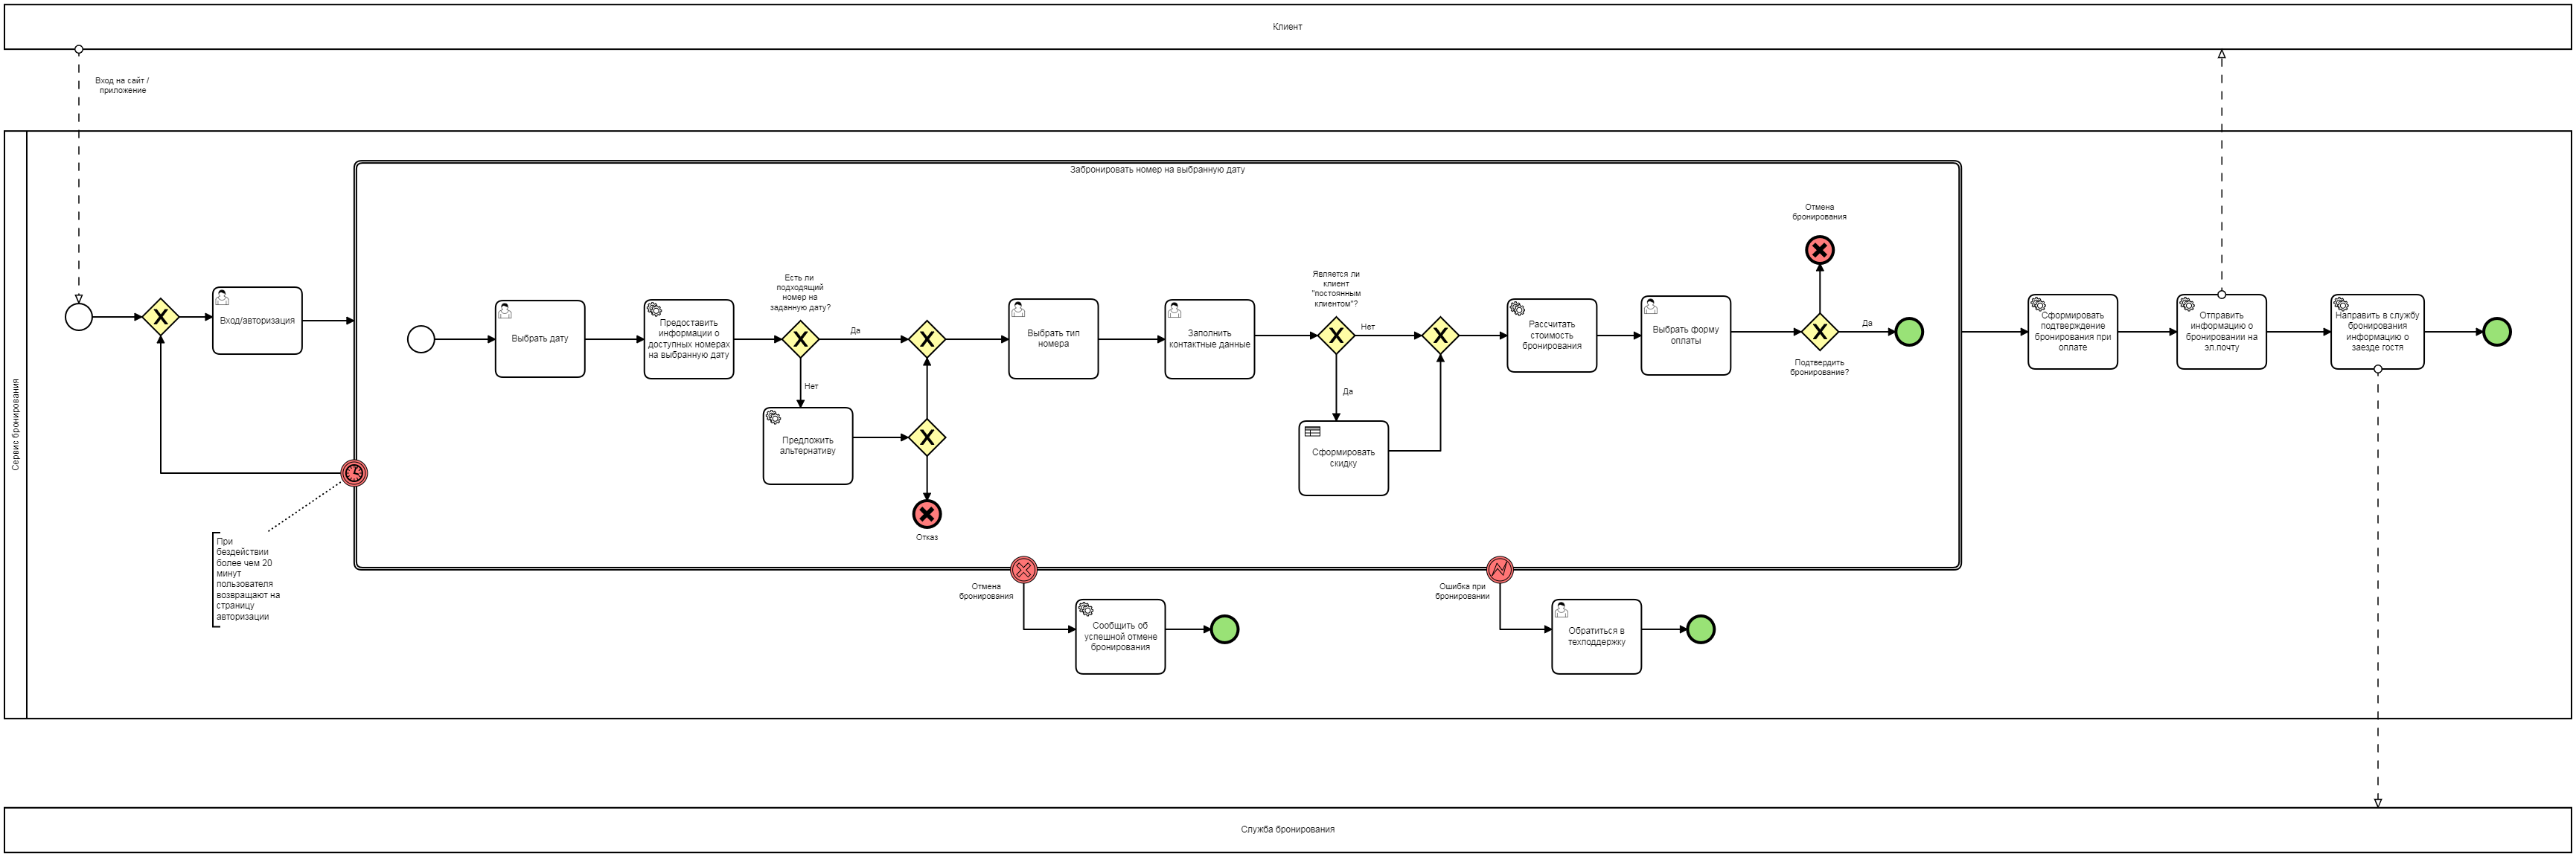 Клиент
Вход на сайт /
приложение
Сервис бронирования
Забронировать номер на выбранную дату
Вход/авторизация
Выбрать дату
Предоставить
информации о
доступных номерах
на выбранную дату
Есть ли
подходящий
номер на
заданную дату?
Да
Нет
Предложить
альтернативу
Отказ
Выбрать тип
номера
Заполнить
контактные данные
Является ли
клиент
"постоянным
клиентом"?
Нет
Да
Сформировать
скидку
Рассчитать
стоимость
бронирования
Выбрать форму
оплаты
Отмена
бронирования
Да
Подтвердить
бронирование?
Сформировать
подтверждение
бронирования при
оплате
Отправить
информацию о
бронировании на
эл.почту
Направить в службу
бронирования
информацию о
заезде гостя
При
бездействии
более чем 20
минут
пользователя
возвращают на
страницу
авторизации
Отмена
бронирования
Сообщить об
успешной отмене
бронирования
Ошибка при
бронировании
Обратиться в
техподдержку
Служба бронирования